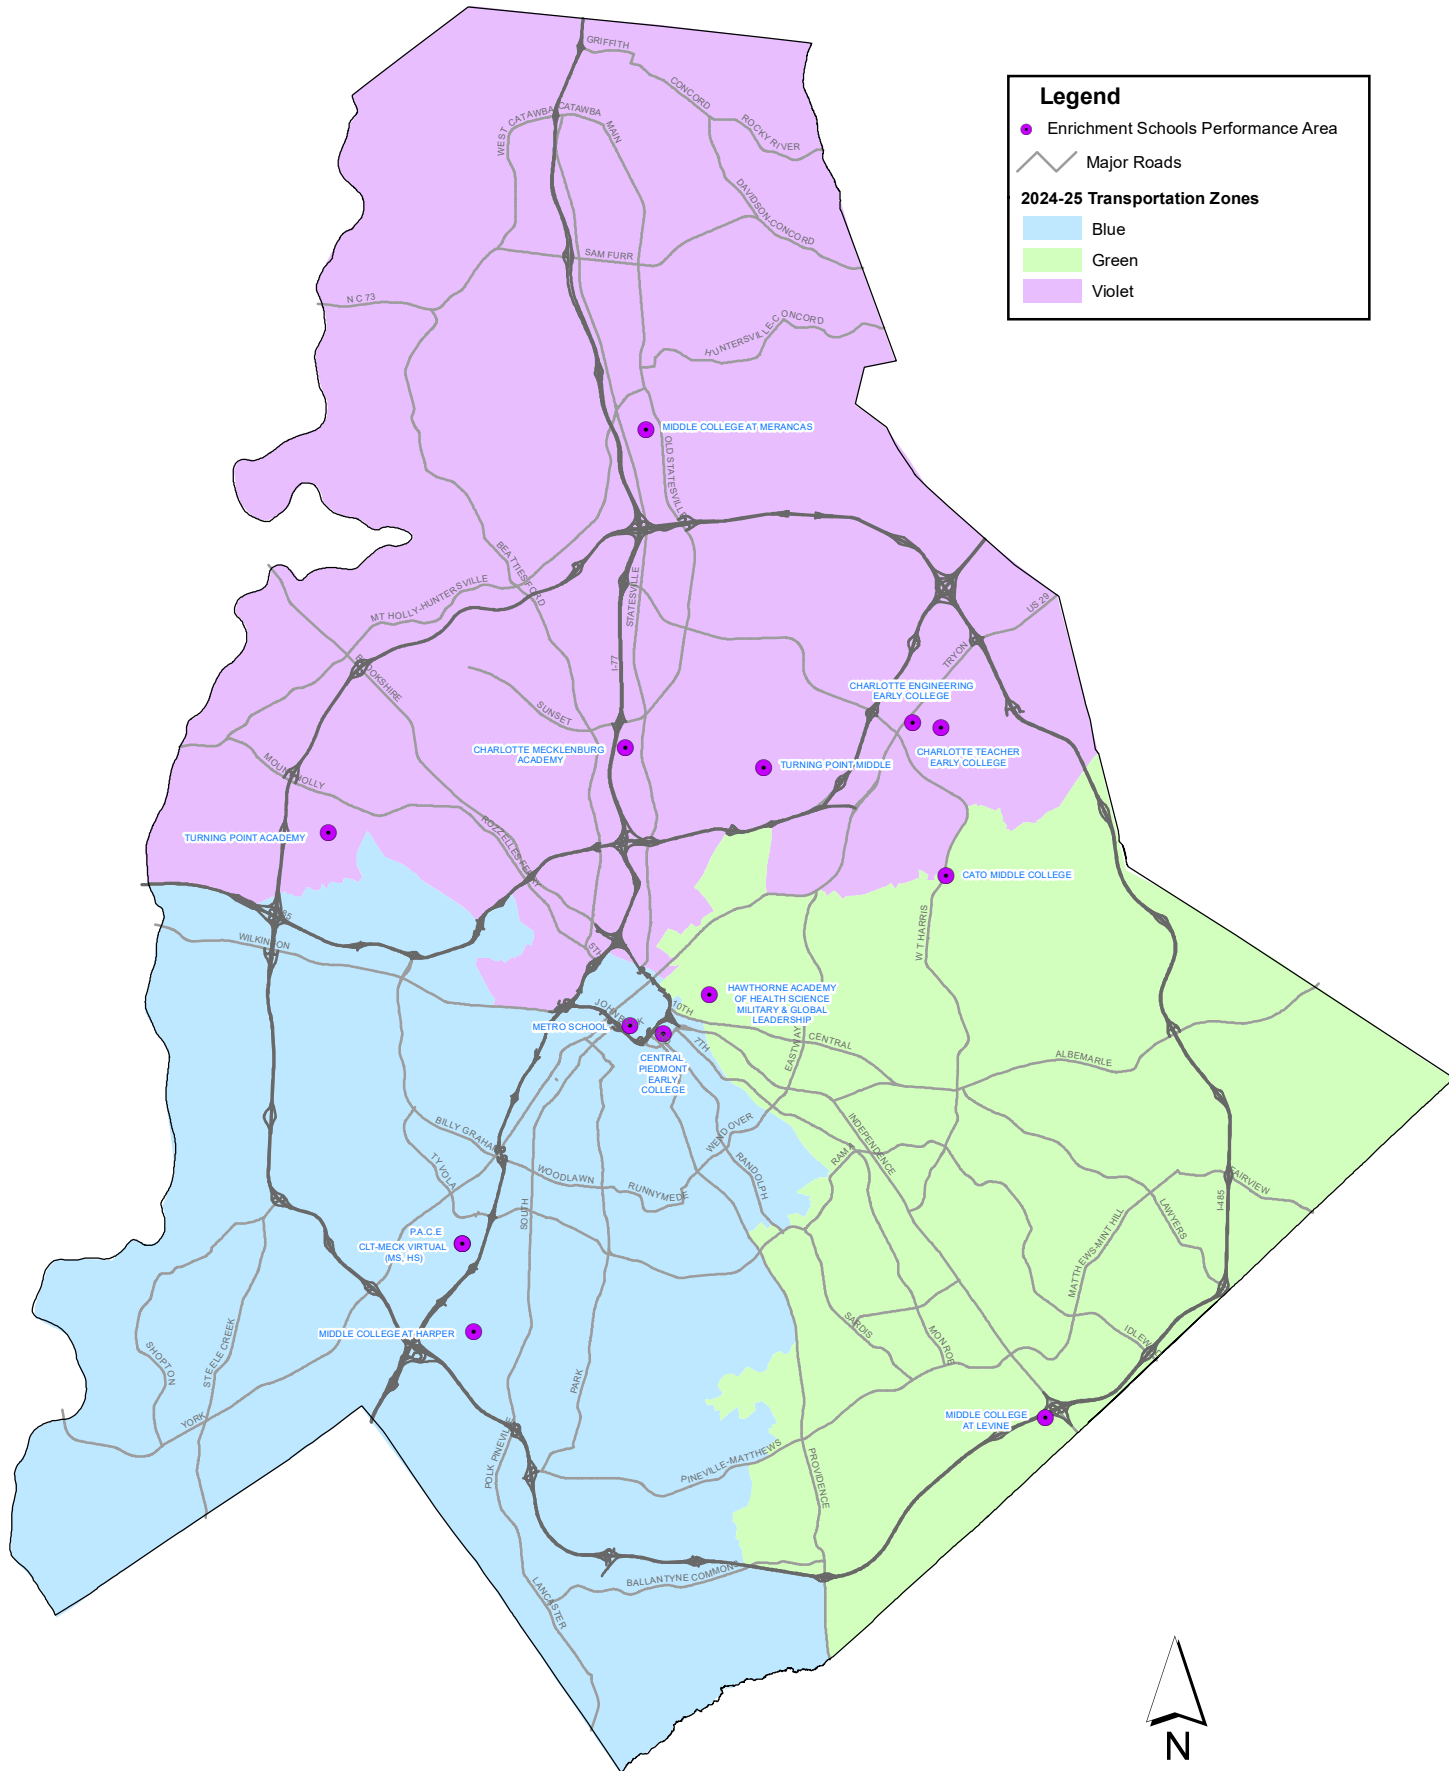 Legend
Enrichment Schools Performance Area
Major Roads
2024-25 Transportation Zones
Blue
Green
Violet
GRIFFITH
CONCORD
ROCKY RIVER
WEST CATAWBA
CATAWBA
MAIN
DAVIDSON-CONCORD
SAM FURR
N C 73
HUNTERSVILLE-CONCORD
MIDDLE COLLEGE AT MERANCAS
OLD STATESVILLE
BEATTIES FORD
MT HOLLY-HUNTERSVILLE
STATESVILLE
US 29
TRYON
I-77
BROOKSHIRE
SUNSET
CHARLOTTE ENGINEERING
EARLY COLLEGE
CHARLOTTE MECKLENBURG
ACADEMY
CHARLOTTE TEACHER
EARLY COLLEGE
TURNING POINT MIDDLE
MOUNT HOLLY
TURNING POINT ACADEMY
ROZZELLES FERRY
CATO MIDDLE COLLEGE
W T HARRIS
WILKINSON
5TH
HAWTHORNE ACADEMY
OF HEALTH SCIENCE
MILITARY & GLOBAL
LEADERSHIP
10TH
METRO SCHOOL
7TH
EASTWAY
CENTRAL
CENTRAL
PIEDMONT
EARLY
COLLEGE
ALBEMARLE
BILLY GRAHAM
WENDOVER
INDEPENDENCE
RAMA
TYVOLA
WOODLAWN
RUNNYMEDE
RANDOLPH
FAIRVIEW
I-485
LAWYERS
MATTHEWS-MINT HILL
SOUTH
P.A.C.E
CLT-MECK VIRTUAL
(MS, HS)
MIDDLE COLLEGE AT HARPER
SARDIS
MONROE
SHOPTON
STEELE CREEK
PARK
YORK
MIDDLE COLLEGE
AT LEVINE
PINEVILLE-MATTHEWS
PROVIDENCE
BALLANTYNE COMMONS
LANCASTER
N